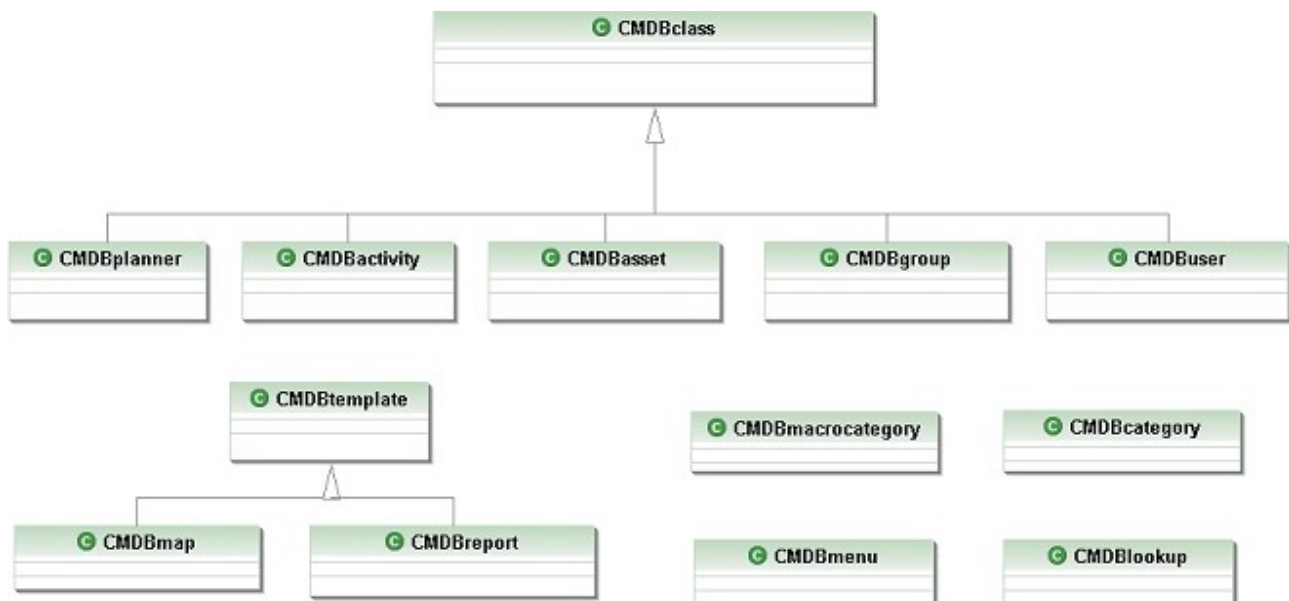 CMDBclass
CMDBplanner
CMDBactivity
CMDBasset
CMDBgroup
CMDBuser
CMDBtemplate
CMDBmacrocategory
CMDBcategory
CMDBmap
CMDBreport
CMDBmenu
CMDBlookup